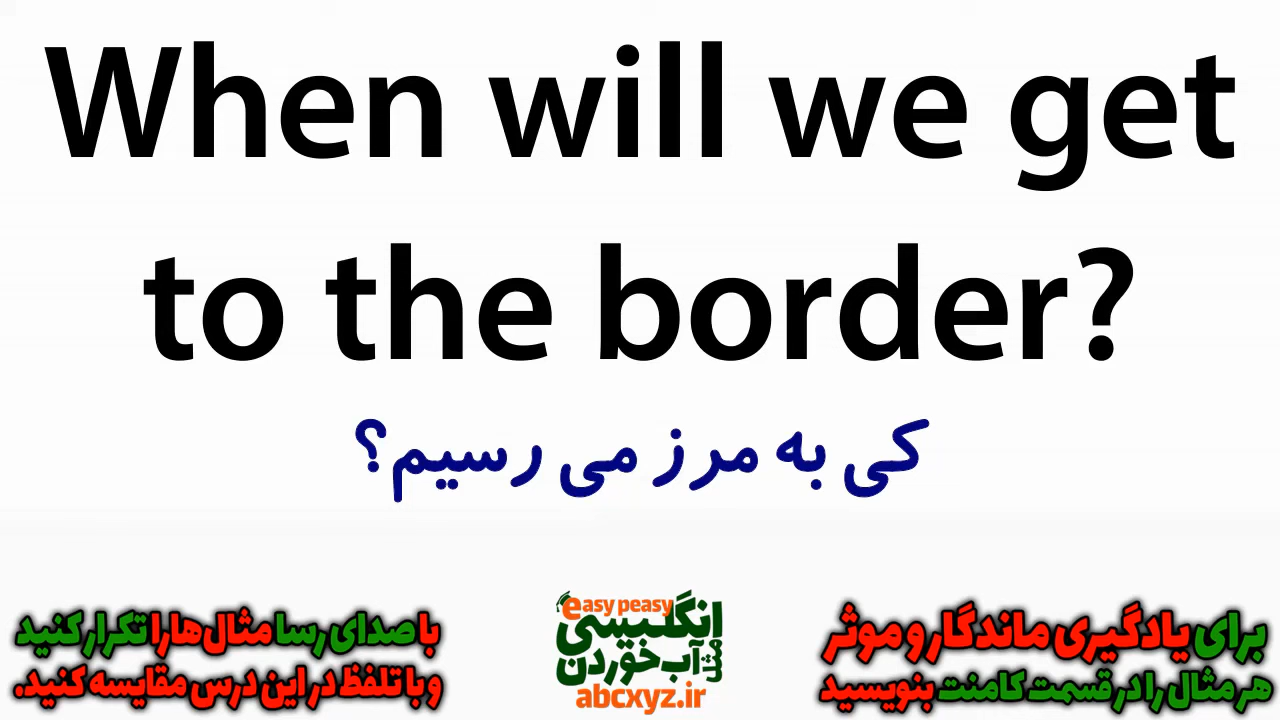 When will we get
to the border?
کی به مرز می رسیم؟
برای یادگیری ماندگار و موثر
هر مثال را در قسمت کامنت بنویسید
easy peasy
انگلیسی
مثل آب خوردن
abcxyz.ir
با صدای رسا مثال‌ها را تکرار کنید
و با تلفظ در این درس مقایسه کنید.